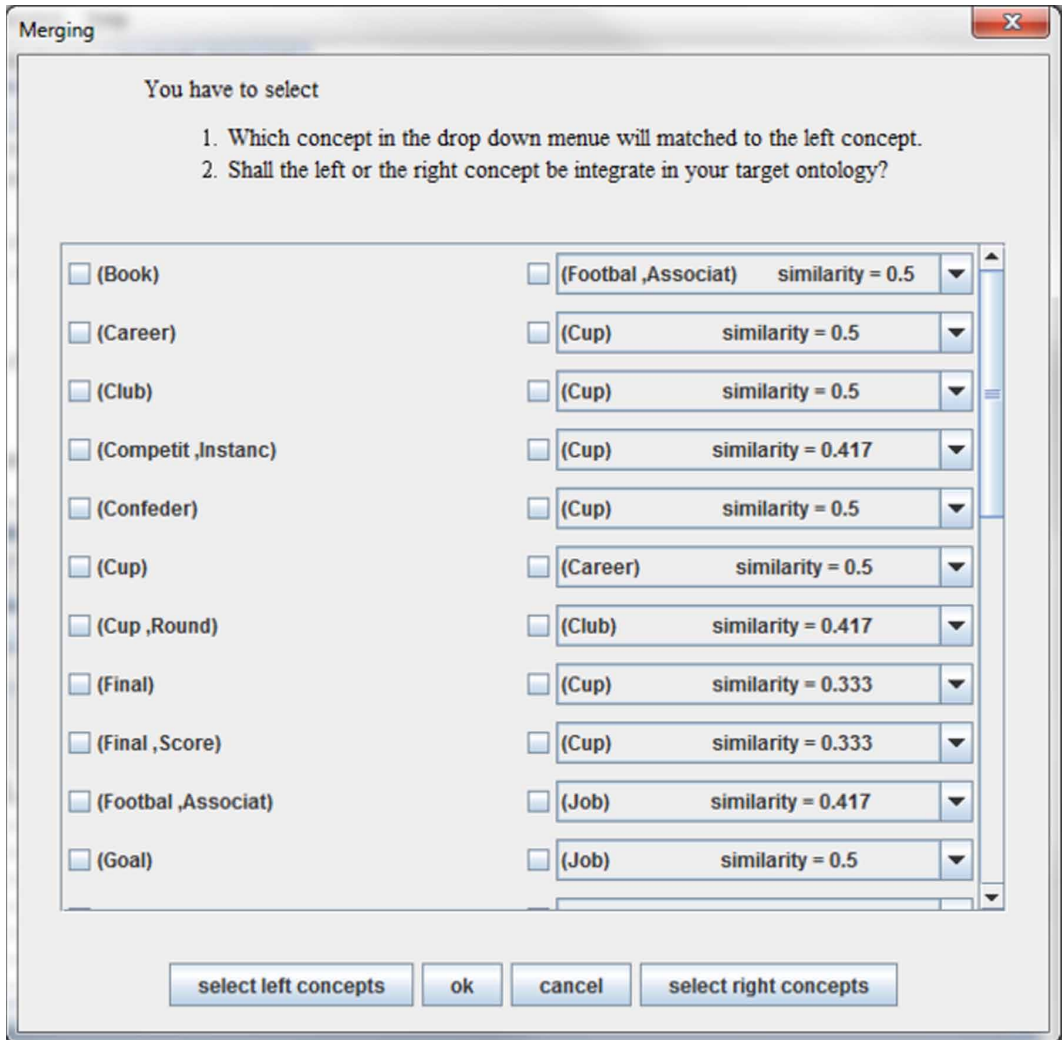 Merging
You have to select
1. Which concept in the drop down menue will matched to the left concept.
2. Shall the left or the right concept be integrate in your target ontology?
(Book) (Footbal ,Associat) similarity = 0.5
(Career) (Cup) similarity = 0.5
(Club) (Cup) similarity = 0.5
(Competit ,Instanc) (Cup) similarity = 0.417
(Confeder) (Cup) similarity = 0.5
(Cup) (Career) similarity = 0.5
(Cup ,Round) (Club) similarity = 0.417
(Final) (Cup) similarity = 0.333
(Final ,Score) (Cup) similarity = 0.333
(Footbal ,Associat) (Job) similarity = 0.417
(Goal) (Job) similarity = 0.5
select left concepts ok cancel select right concepts